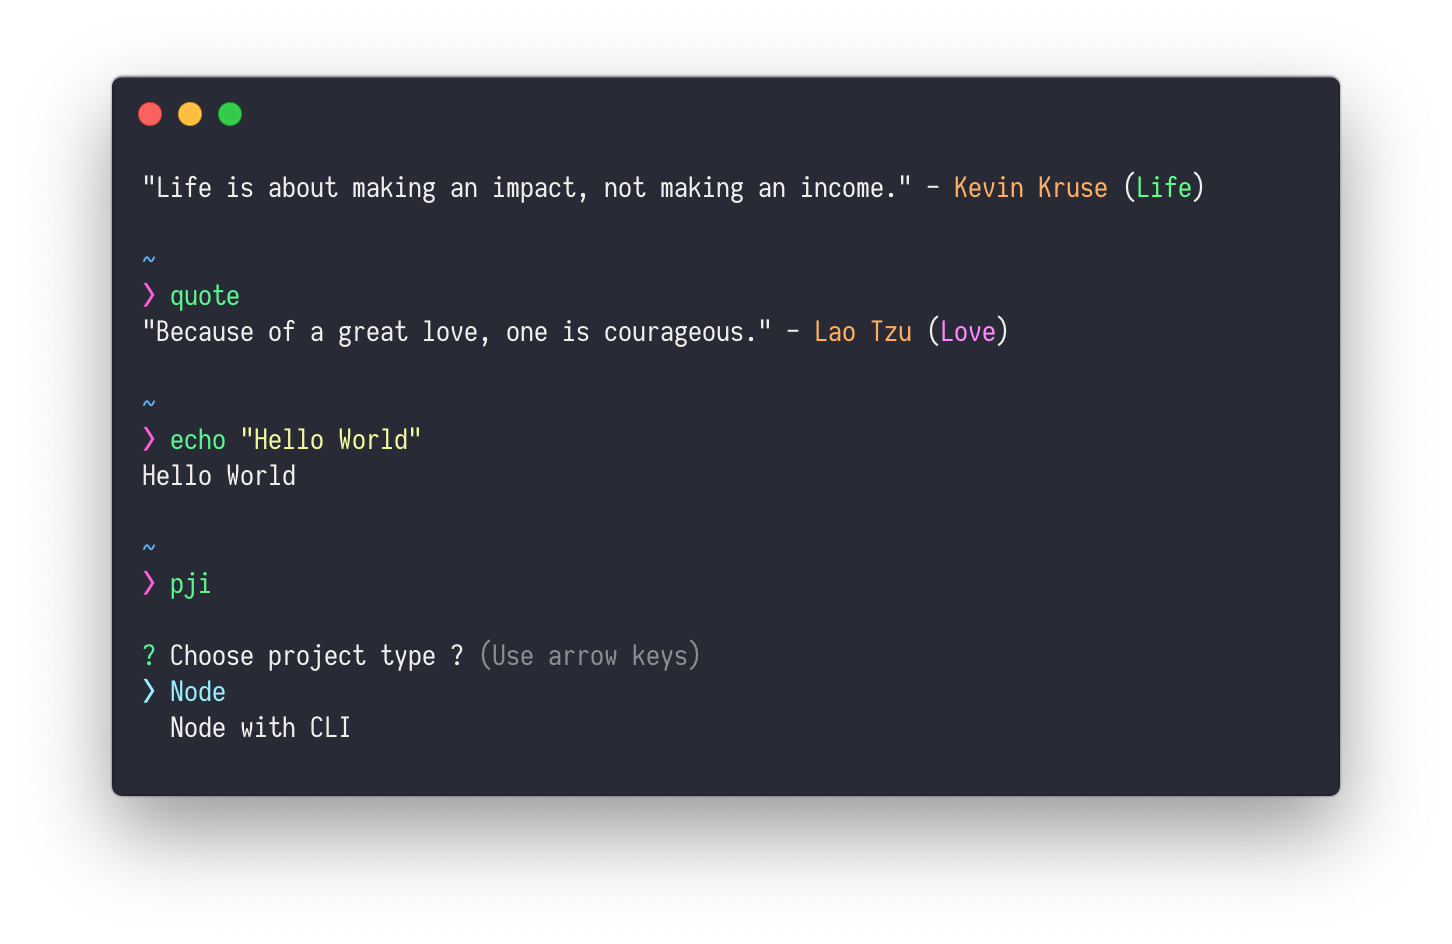 "Life is about making an impact, not making an income." - Kevin Kruse (Life)
~
❯ quote
"Because of a great love, one is courageous." - Lao Tzu (Love)
~
❯ echo "Hello World"
Hello World
~
❯ pji
? Choose project type ? (Use arrow keys)
❯ Node
Node with CLI